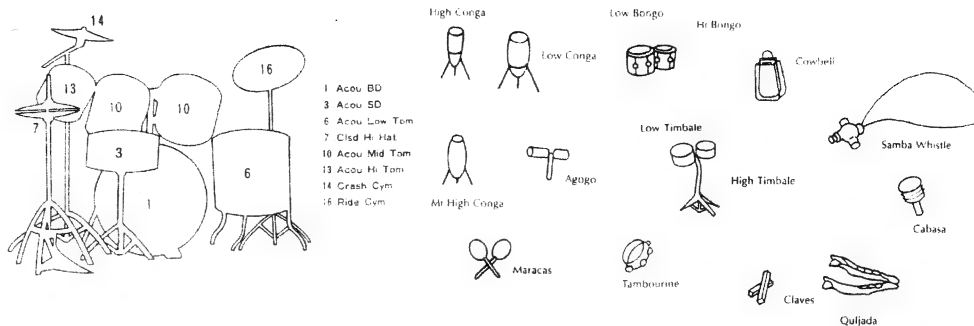 14
13
10
10
16
7
3
1
6
1 Acou BD
3 Acou SD
6 Acou Low Tom
7 Clsd Hi Hat
10 Acou Mid Tom
13 Acou Hi Tom
14 Crash Cym
16 Ride Cym
High Conga
Low Conga
Low Bongo
Hi Bongo
Cowbell
Samba Whistle
Mt High Conga
Agogo
Low Timbale
High Timbale
Cabasa
Maracas
Tambourine
Claves
Quijada